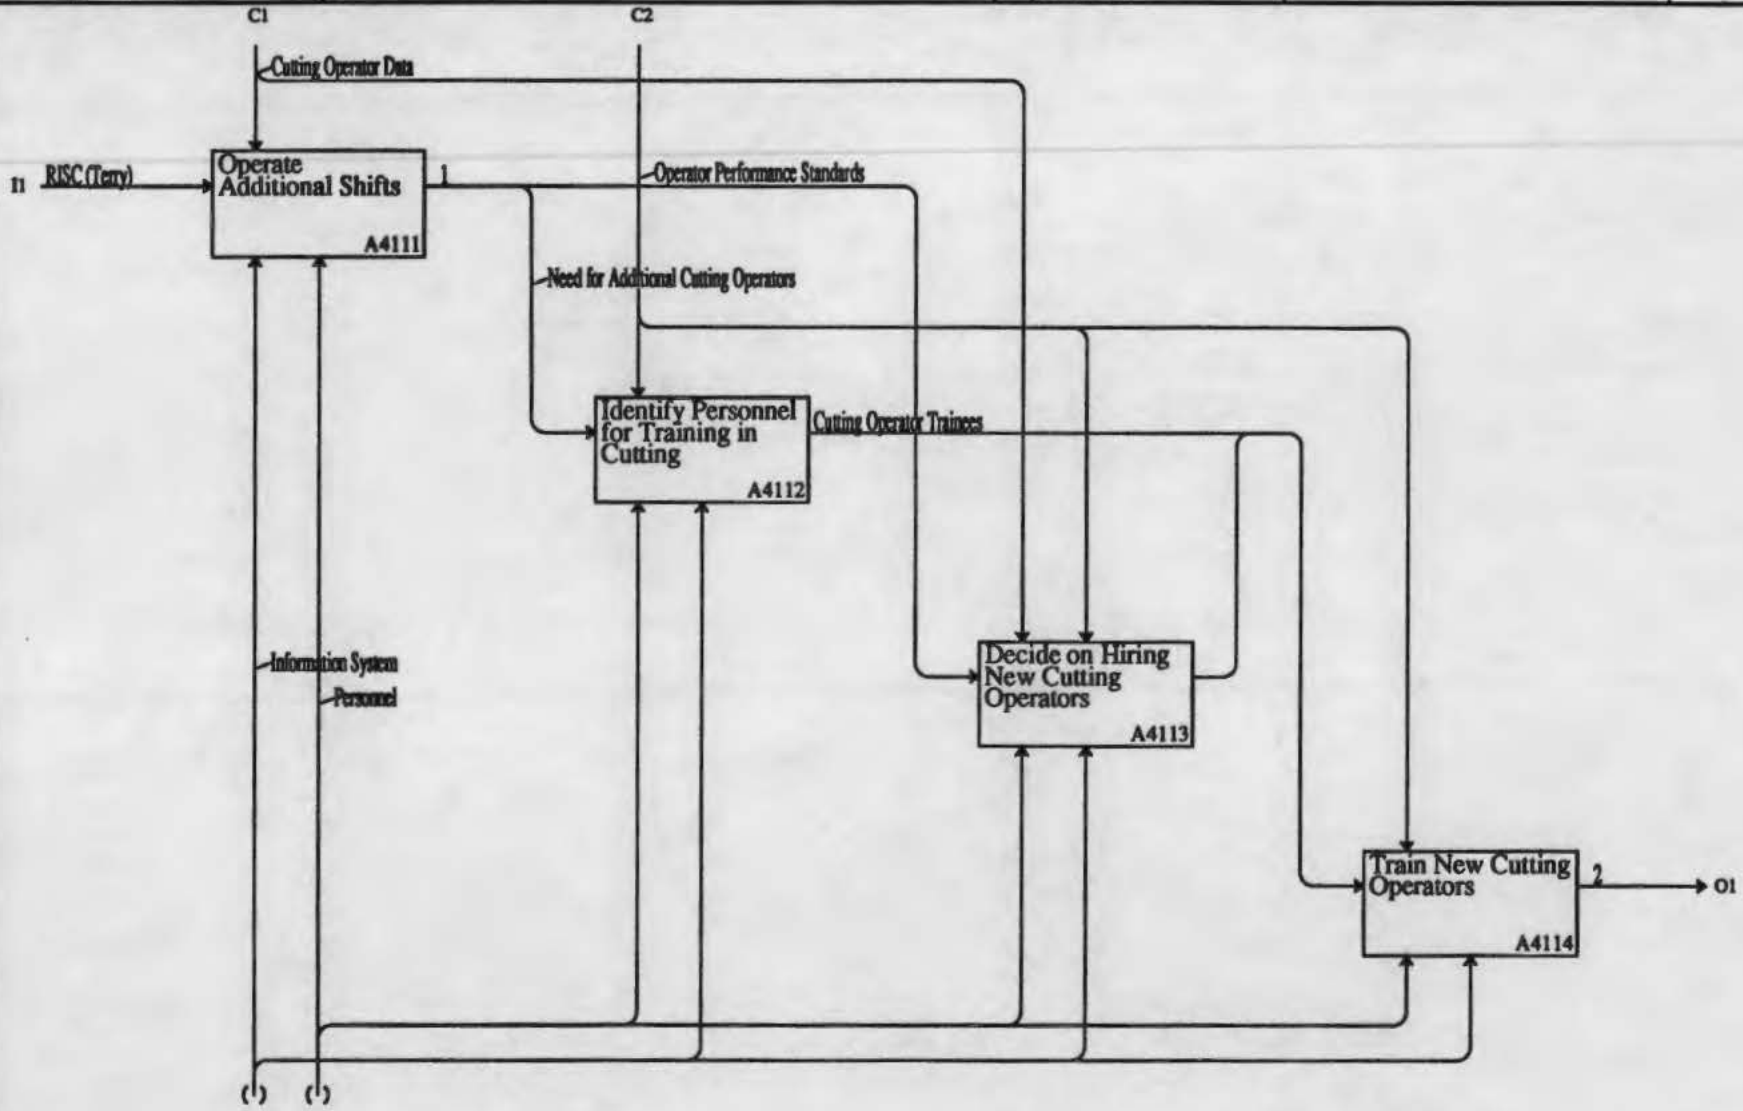 C1
C2
Cutting Operator Data
I1
RISC (Terry)
Operate
Additional Shifts
A4111
1
Operator Performance Standards
Need for Additional Cutting Operators
Identify Personnel
for Training in
Cutting
A4112
Cutting Operator Trainees
Information System
Personnel
Decide on Hiring
New Cutting
Operators
A4113
Train New Cutting
Operators
A4114
2
O1
( )
( )